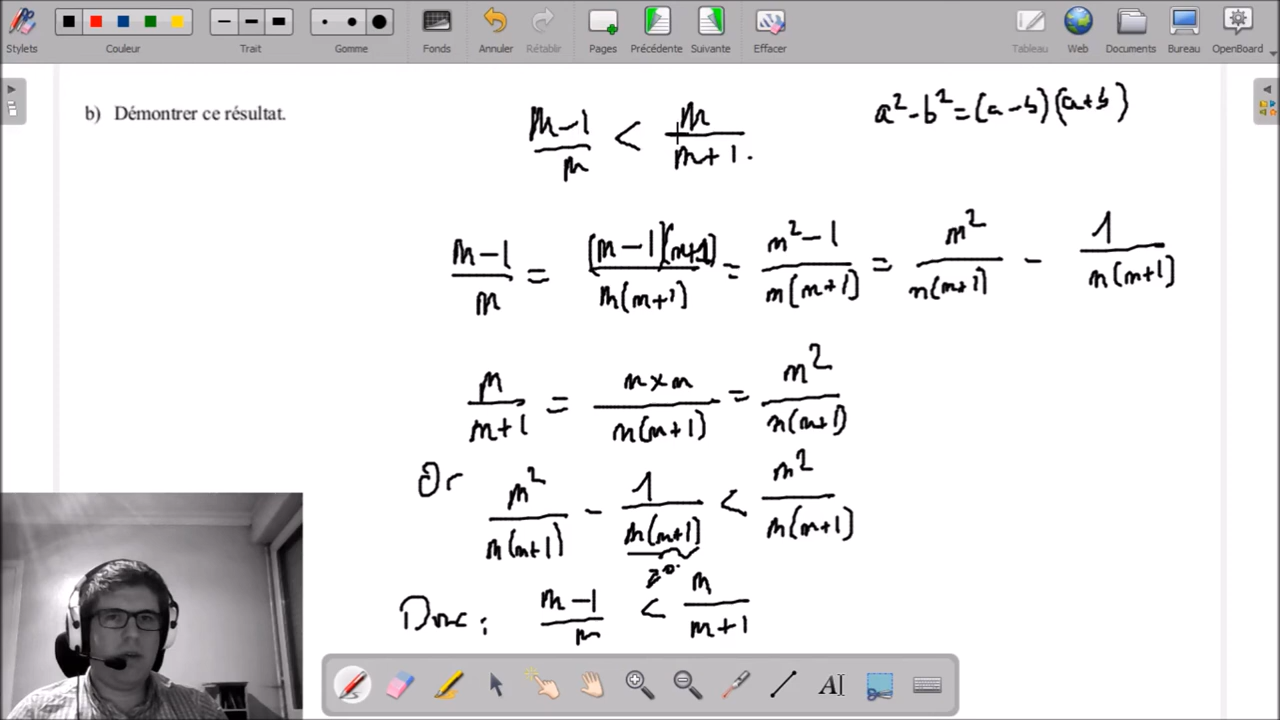 Stylets Couleur Trait Gomme Fonds Annuler Rétablir Pages Précédente Suivante Effacer Tableau Web Documents Bureau OpenBoard
b) Démontrer ce résultat.
a² - b² = (a-b)(a+b)
(n-1)/n < n/(n+1).
(n-1)/n = (n-1)(n+1)/(n(n+1)) = (n²-1)/(n(n+1)) = n²/(n(n+1)) - 1/(n(n+1))
n/(n+1) = (n×n)/(n(n+1)) = n²/(n(n+1))
Or n²/(n(n+1)) - 1/(n(n+1)) < n²/(n(n+1))
Donc: (n-1)/n < n/(n+1)
AI